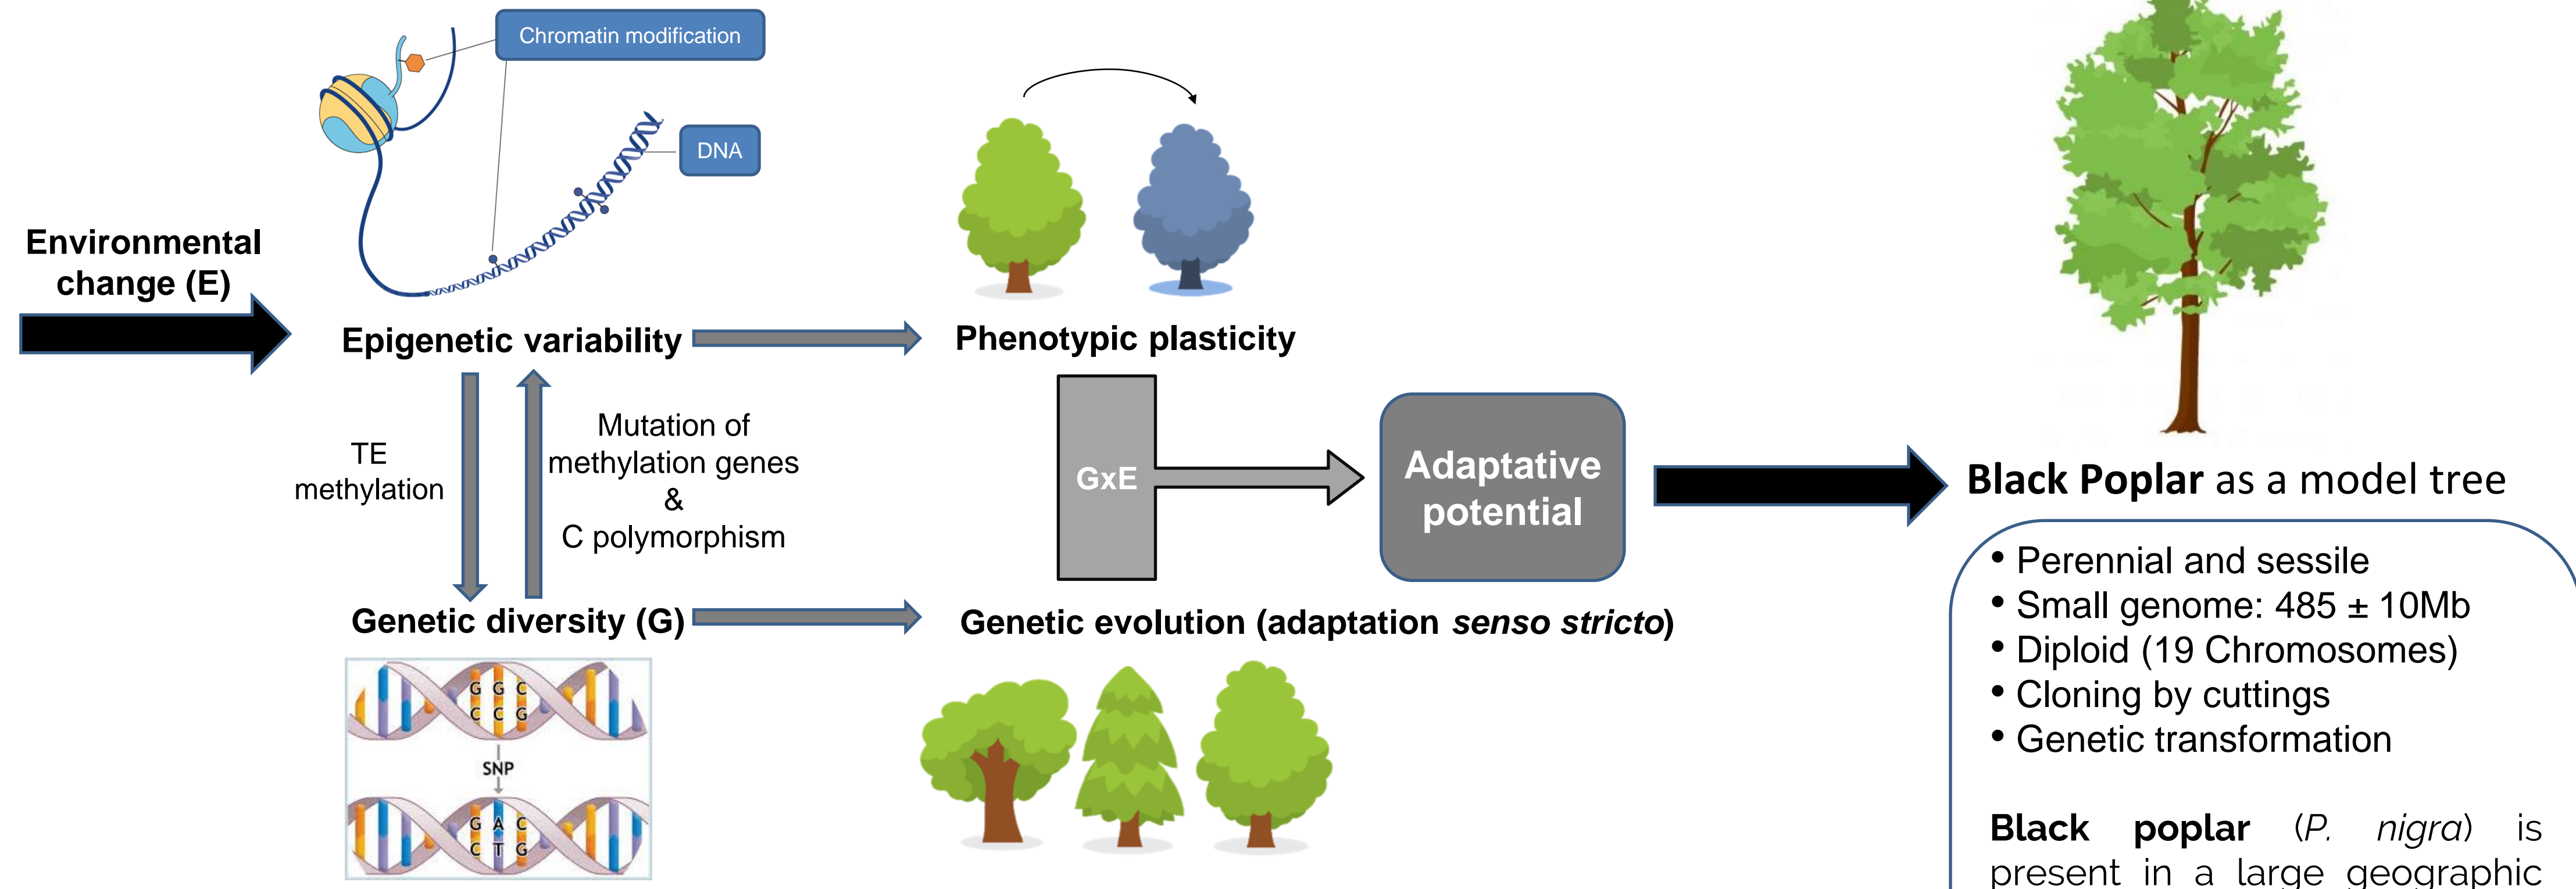 Chromatin modification
DNA
Environmental
change (E)
Epigenetic variability
Phenotypic plasticity
TE
methylation
Mutation of
methylation genes
&
C polymorphism
GxE
Adaptative
potential
Genetic diversity (G)
Genetic evolution (adaptation senso stricto)
G G C
C C G
SNP
G A C
C T G
Black Poplar as a model tree
• Perennial and sessile
• Small genome: 485 ± 10Mb
• Diploid (19 Chromosomes)
• Cloning by cuttings
• Genetic transformation
Black poplar (P. nigra) is
present in a large geographic